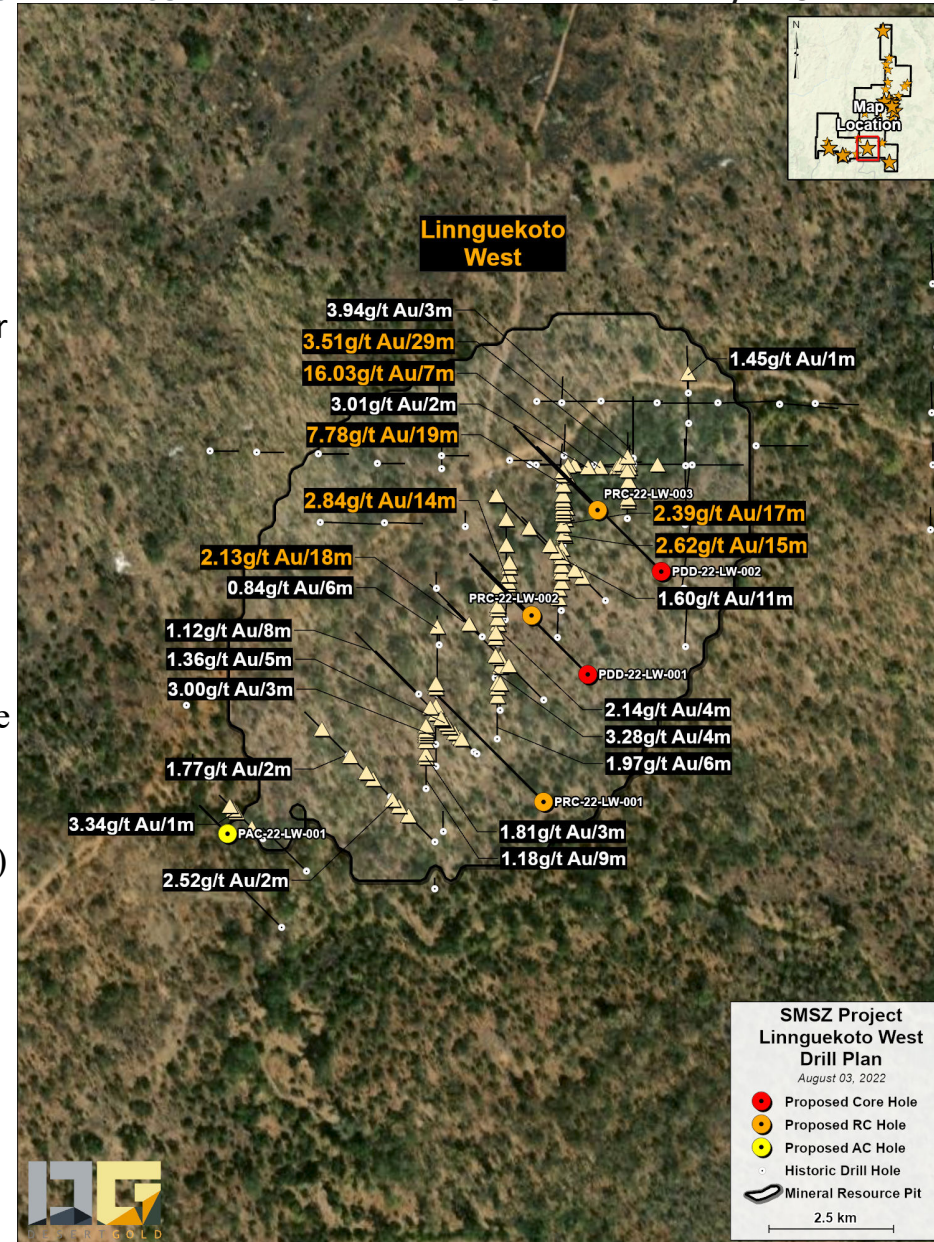 N
Map
Location
Linnguekoto
West
3.94g/t Au/3m
3.51g/t Au/29m
1.45g/t Au/1m
16.03g/t Au/7m
3.01g/t Au/2m
7.78g/t Au/19m
PRC-22-LW-003
2.84g/t Au/14m
2.39g/t Au/17m
2.62g/t Au/15m
2.13g/t Au/18m
PDD-22-LW-002
0.84g/t Au/6m
PRC-22-LW-002
1.60g/t Au/11m
1.12g/t Au/8m
1.36g/t Au/5m
PDD-22-LW-001
3.00g/t Au/3m
2.14g/t Au/4m
3.28g/t Au/4m
1.97g/t Au/6m
1.77g/t Au/2m
PRC-22-LW-001
3.34g/t Au/1m
PAC-22-LW-001
1.81g/t Au/3m
1.18g/t Au/9m
2.52g/t Au/2m
r
e
)
SMSZ Project
Linnguekoto West
Drill Plan
August 03, 2022
Proposed Core Hole
Proposed RC Hole
Proposed AC Hole
Historic Drill Hole
Mineral Resource Pit
2.5 km
DESERT GOLD